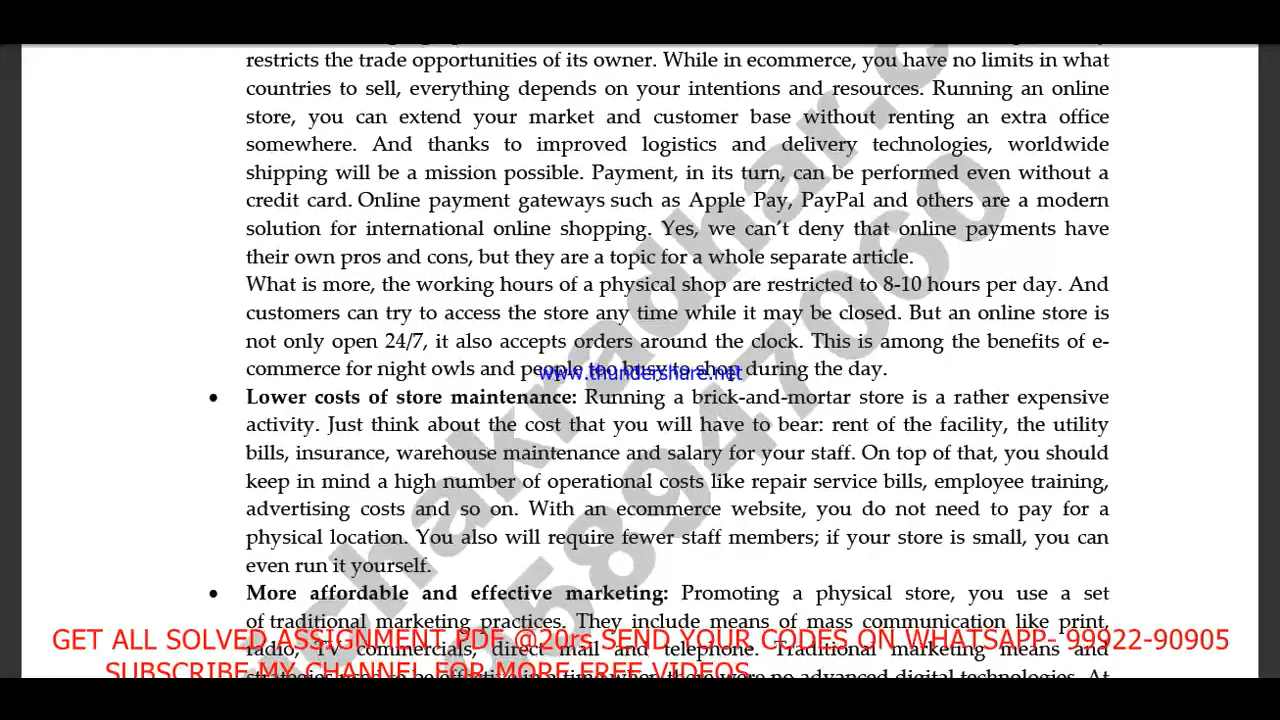 restricts the trade opportunities of its owner. While in ecommerce, you have no limits in what
countries to sell, everything depends on your intentions and resources. Running an online
store, you can extend your market and customer base without renting an extra office
somewhere. And thanks to improved logistics and delivery technologies, worldwide
shipping will be a mission possible. Payment, in its turn, can be performed even without a
credit card. Online payment gateways such as Apple Pay, PayPal and others are a modern
solution for international online shopping. Yes, we can't deny that online payments have
their own pros and cons, but they are a topic for a whole separate article.
What is more, the working hours of a physical shop are restricted to 8-10 hours per day. And
customers can try to access the store any time while it may be closed. But an online store is
not only open 24/7, it also accepts orders around the clock. This is among the benefits of e-
commerce for night owls and people too busy to shop during the day.
www.thundershare.net
• Lower costs of store maintenance: Running a brick-and-mortar store is a rather expensive
activity. Just think about the cost that you will have to bear: rent of the facility, the utility
bills, insurance, warehouse maintenance and salary for your staff. On top of that, you should
keep in mind a high number of operational costs like repair service bills, employee training,
advertising costs and so on. With an ecommerce website, you do not need to pay for a
physical location. You also will require fewer staff members; if your store is small, you can
even run it yourself.
• More affordable and effective marketing: Promoting a physical store, you use a set
of traditional marketing practices. They include means of mass communication like print,
GET ALL SOLVED ASSIGNMENT PDF @20rs SEND YOUR CODES ON WHATSAPP- 99922-90905
radio, TV commercials, direct mail and telephone. Traditional marketing means and
SUBSCRIBE MY CHANNEL FOR MORE FREE VIDEOS
strategies used to be effective in a time when there were no advanced digital technologies. At